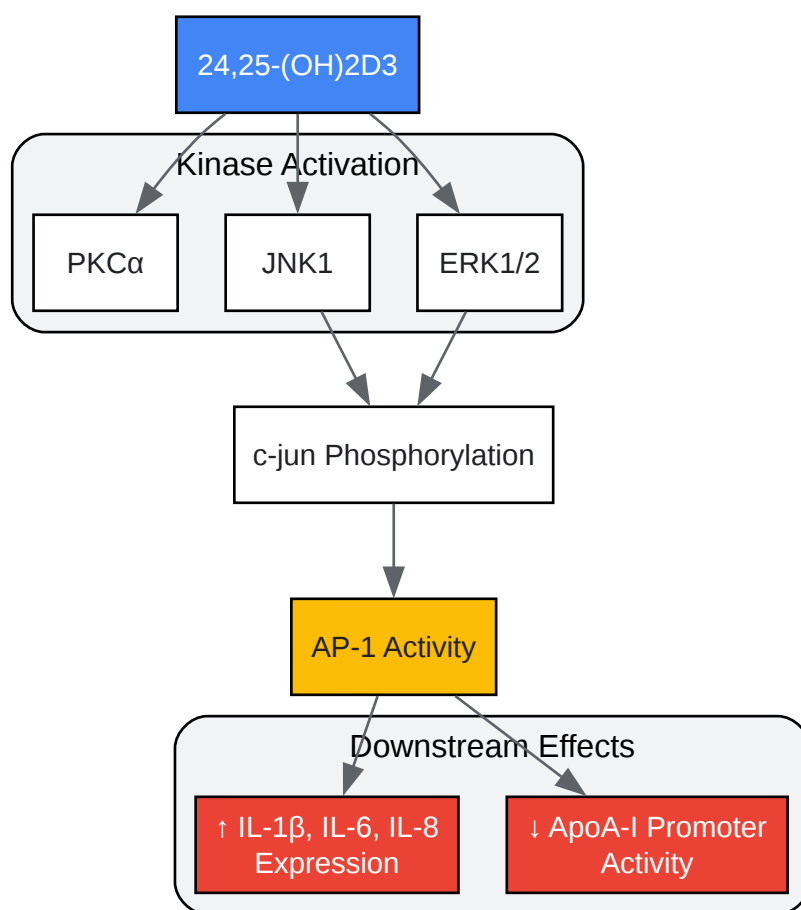 24,25-(OH)2D3
Kinase Activation
PKCα
JNK1
ERK1/2
c-jun Phosphorylation
AP-1 Activity
Downstream Effects
↑ IL-1β, IL-6, IL-8
Expression
↓ ApoA-I Promoter
Activity